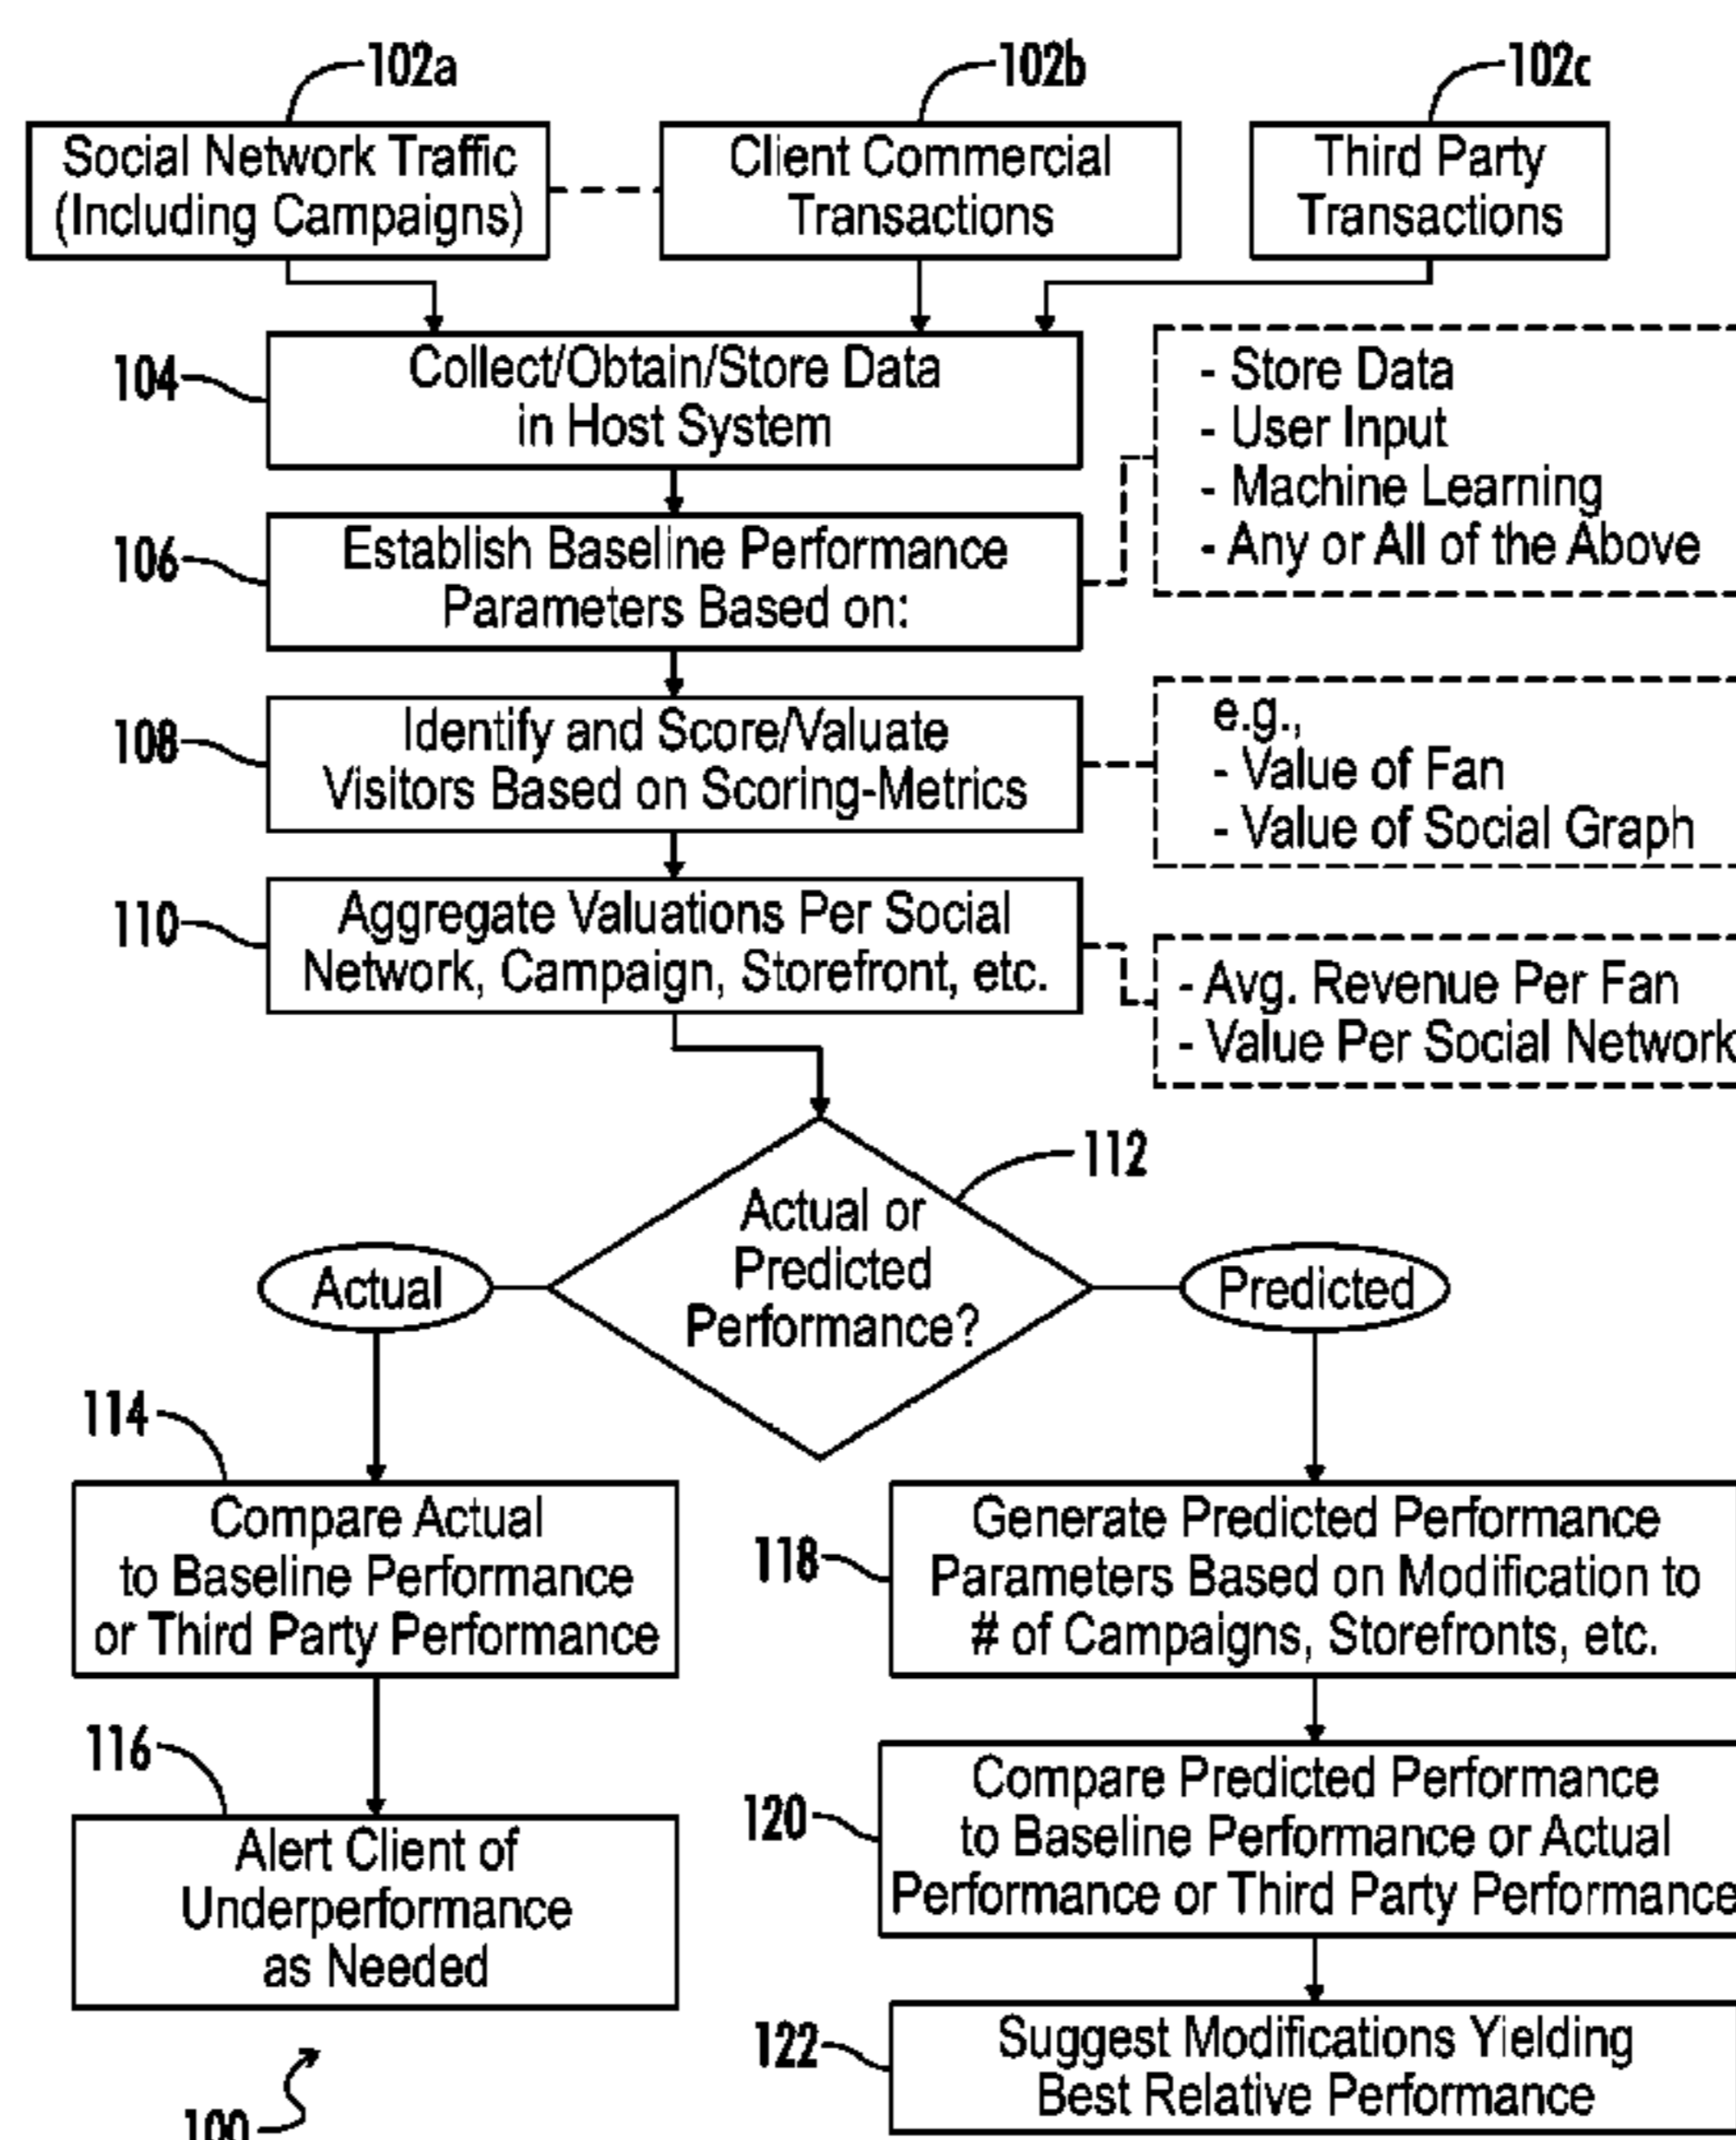 102a
102b
102c
Social Network Traffic
(Including Campaigns)
Client Commercial
Transactions
Third Party
Transactions
104
Collect/Obtain/Store Data
in Host System
- Store Data
- User Input
- Machine Learning
- Any or All of the Above
106
Establish Baseline Performance
Parameters Based on:
108
Identify and Score/Valuate
Visitors Based on Scoring-Metrics
e.g.,
- Value of Fan
- Value of Social Graph
110
Aggregate Valuations Per Social
Network, Campaign, Storefront, etc.
- Avg. Revenue Per Fan
- Value Per Social Network
112
Actual or
Predicted
Performance?
Actual
Predicted
114
Compare Actual
to Baseline Performance
or Third Party Performance
116
Alert Client of
Underperformance
as Needed
118
Generate Predicted Performance
Parameters Based on Modification to
# of Campaigns, Storefronts, etc.
120
Compare Predicted Performance
to Baseline Performance or Actual
Performance or Third Party Performance
122
Suggest Modifications Yielding
Best Relative Performance
100